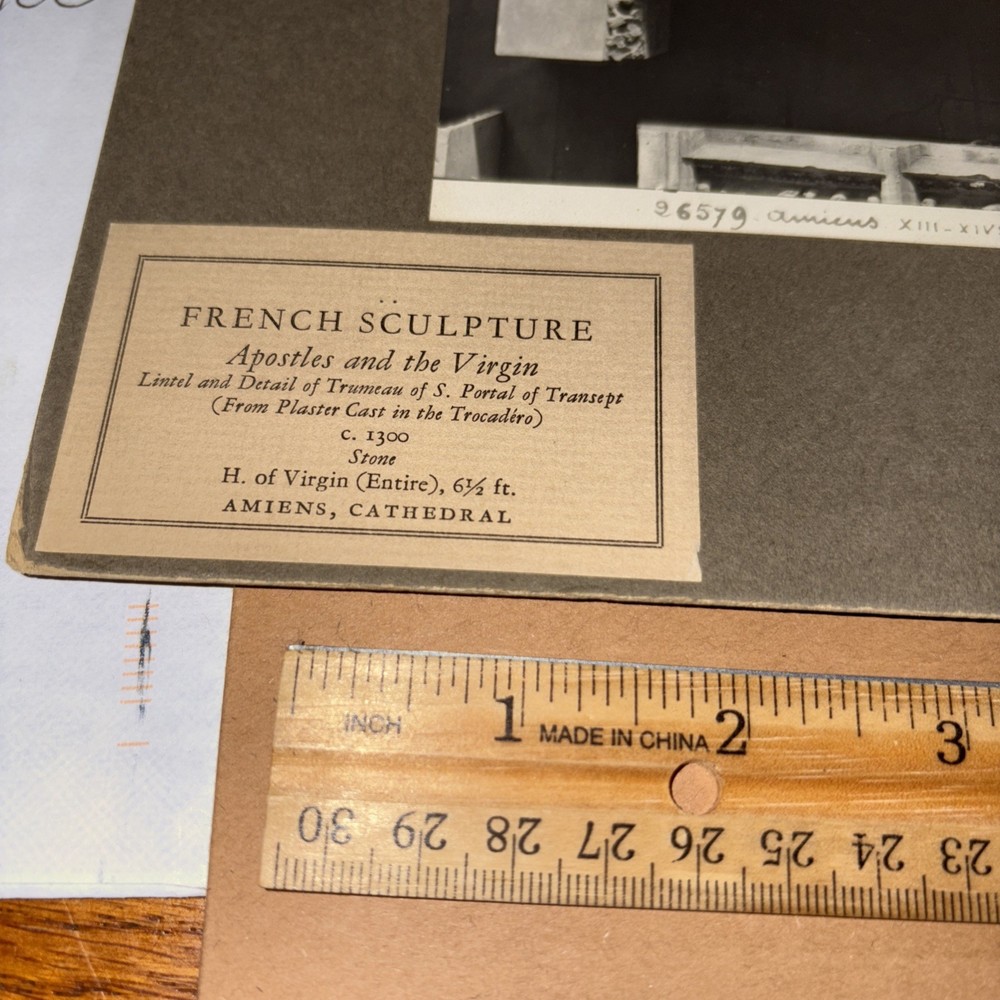 26579 amiens XIII-XIV
FRENCH SCULPTURE
Apostles and the Virgin
Lintel and Detail of Trumeau of S. Portal of Transept
(From Plaster Cast in the Trocadéro)
c. 1300
Stone
H. of Virgin (Entire), 6½ ft.
AMIENS, CATHEDRAL
1 2 3
INCH MADE IN CHINA
30 29 28 27 26 25 24 23